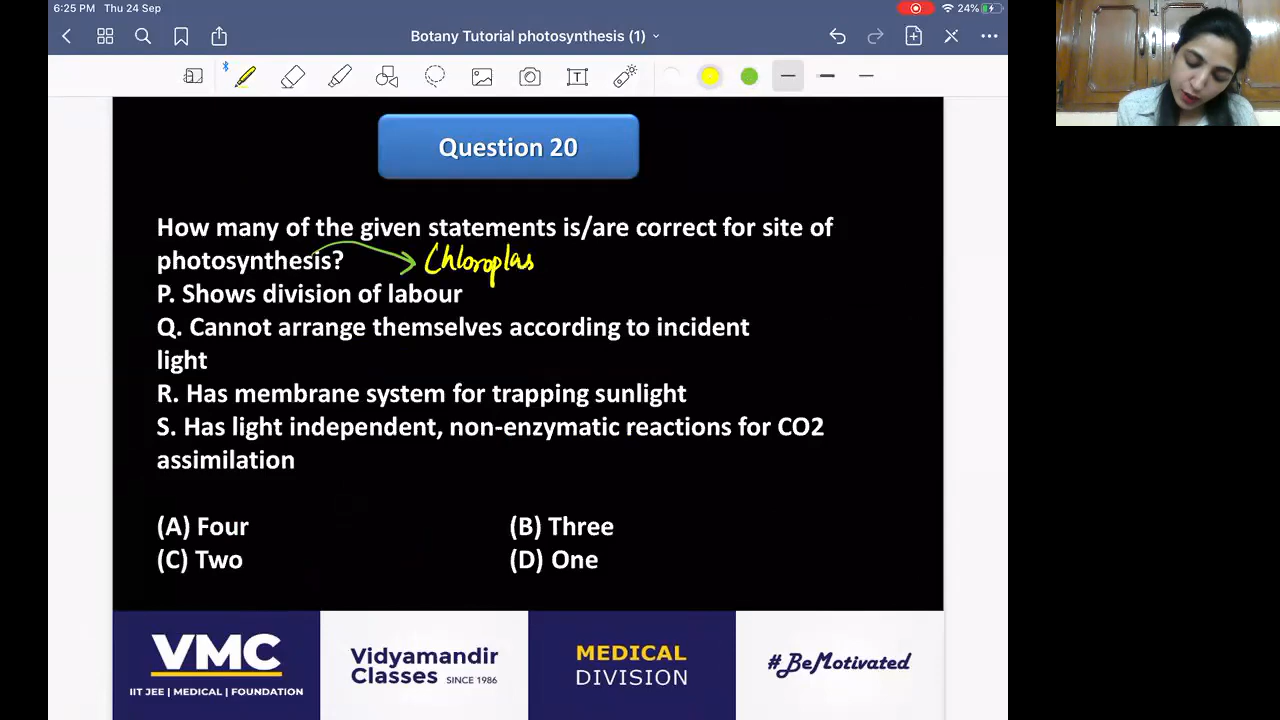 6:25 PM Thu 24 Sep
24%
Botany Tutorial photosynthesis (1)
Question 20
How many of the given statements is/are correct for site of
photosynthesis? Chloroplas
P. Shows division of labour
Q. Cannot arrange themselves according to incident
light
R. Has membrane system for trapping sunlight
S. Has light independent, non-enzymatic reactions for CO2
assimilation
(A) Four (B) Three
(C) Two (D) One
VMC
IIT JEE | MEDICAL | FOUNDATION
Vidyamandir
Classes SINCE 1986
MEDICAL
DIVISION
#BeMotivated